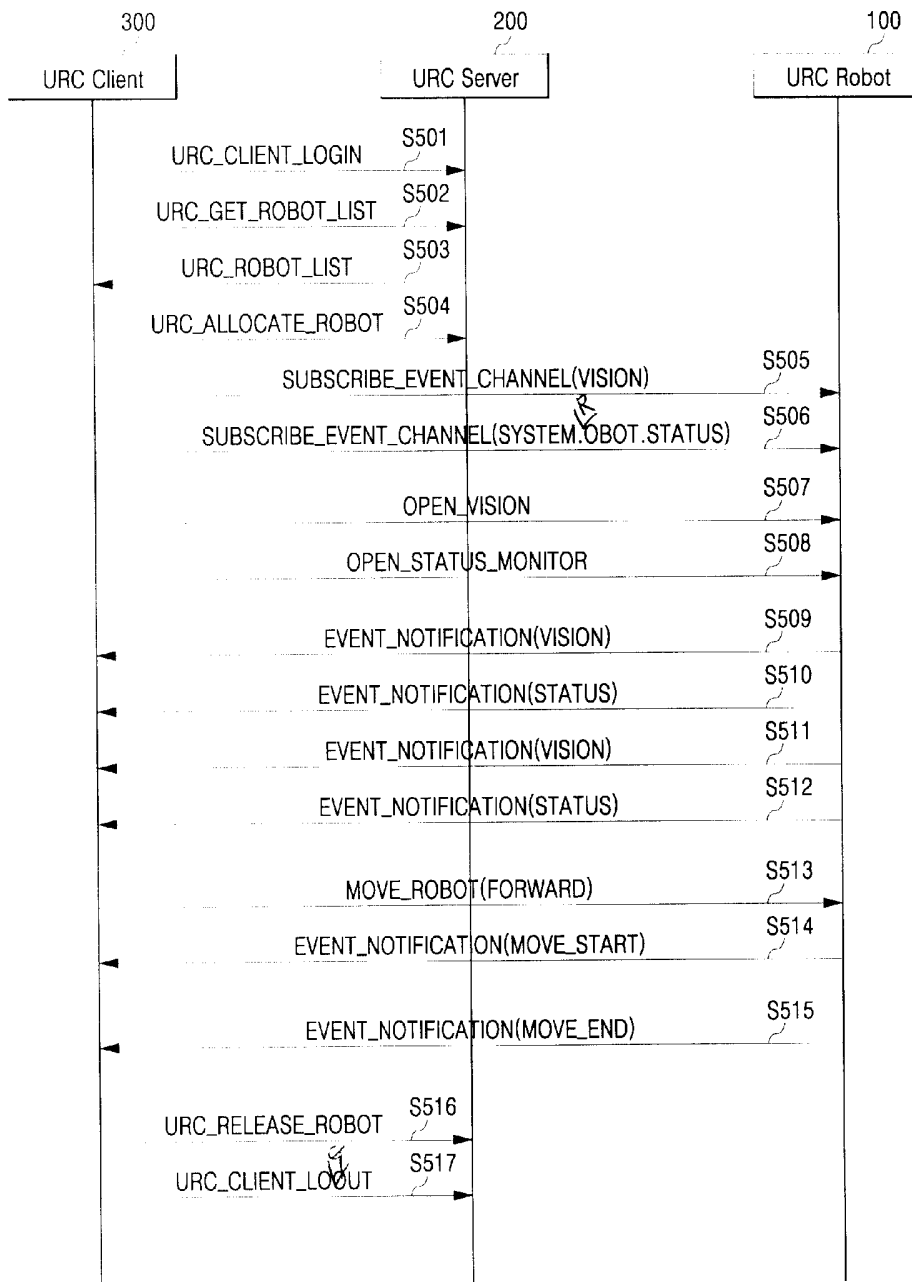 300 200 100
URC Client URC Server URC Robot
S501
URC_CLIENT_LOGIN
S502
URC_GET_ROBOT_LIST
S503
URC_ROBOT_LIST
S504
URC_ALLOCATE_ROBOT
S505
SUBSCRIBE_EVENT_CHANNEL(VISION)
R
S506
SUBSCRIBE_EVENT_CHANNEL(SYSTEM.OBOT.STATUS)
S507
OPEN_VISION
S508
OPEN_STATUS_MONITOR
S509
EVENT_NOTIFICATION(VISION)
S510
EVENT_NOTIFICATION(STATUS)
S511
EVENT_NOTIFICATION(VISION)
S512
EVENT_NOTIFICATION(STATUS)
S513
MOVE_ROBOT(FORWARD)
S514
EVENT_NOTIFICATION(MOVE_START)
S515
EVENT_NOTIFICATION(MOVE_END)
S516
URC_RELEASE_ROBOT
S517
URC_CLIENT_LOOUT